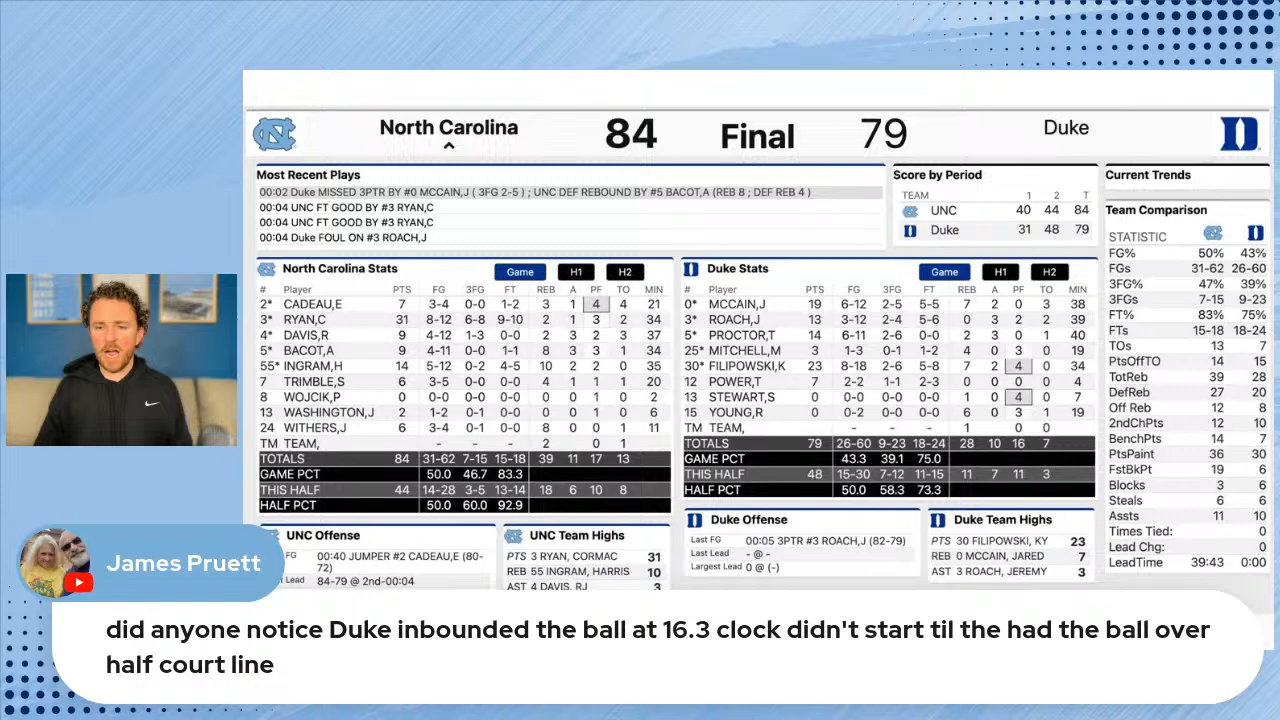 North Carolina 84 Final 79 Duke
Most Recent Plays
00:02 Duke MISSED 3PTR BY #0 MCCAIN,J ( 3FG 2-5 ) ; UNC DEF REBOUND BY #5 BACOT,A (REB 8 ; DEF REB 4 )
00:04 UNC FT GOOD BY #3 RYAN,C
00:04 UNC FT GOOD BY #3 RYAN,C
00:04 Duke FOUL ON #3 ROACH,J
Score by Period
TEAM 1 2 T
UNC 40 44 84
Duke 31 48 79
Current Trends
Team Comparison
STATISTIC
FG% 50% 43%
FGs 31-62 26-60
3FG% 47% 39%
3FGs 7-15 9-23
FT% 83% 75%
FTs 15-18 18-24
TOs 13 7
PtsOffTO 14 15
TotReb 39 28
DefReb 27 20
Off Reb 12 8
2ndChPts 12 10
BenchPts 14 7
PtsPaint 36 30
FstBkPt 19 6
Blocks 3 6
Steals 6 6
Assts 11 10
Times Tied: 0
Lead Chg: 0
LeadTime 39:43 0:00
North Carolina Stats Game H1 H2
# Player PTS FG 3FG FT REB A PF TO MIN
2* CADEAU,E 7 3-4 0-0 1-2 3 1 4 4 21
3* RYAN,C 31 8-12 6-8 9-10 2 1 3 2 34
4* DAVIS,R 9 4-12 1-3 0-0 2 3 2 3 37
5* BACOT,A 9 4-11 0-0 1-1 8 3 3 1 34
55* INGRAM,H 14 5-12 0-2 4-5 10 2 2 0 35
7 TRIMBLE,S 6 3-5 0-0 0-0 4 1 1 1 20
8 WOJCIK,P 0 0-0 0-0 0-0 0 0 1 0 2
13 WASHINGTON,J 2 1-2 0-1 0-0 0 0 1 0 6
24 WITHERS,J 6 3-4 0-1 0-0 8 0 0 1 11
TM TEAM, - - - 2 0 1
TOTALS 84 31-62 7-15 15-18 39 11 17 13
GAME PCT 50.0 46.7 83.3
THIS HALF 44 14-28 3-5 13-14 18 6 10 8
HALF PCT 50.0 60.0 92.9
Duke Stats Game H1 H2
# Player PTS FG 3FG FT REB A PF TO MIN
0* MCCAIN,J 19 6-12 2-5 5-5 7 2 0 3 38
3* ROACH,J 13 3-12 2-4 5-6 0 3 2 2 39
5* PROCTOR,T 14 6-11 2-6 0-0 2 3 0 1 40
25* MITCHELL,M 3 1-3 0-1 1-2 4 0 3 0 19
30* FILIPOWSKI,K 23 8-18 2-6 5-8 7 2 4 0 34
12 POWER,T 7 2-2 1-1 2-3 0 0 0 0 4
13 STEWART,S 0 0-0 0-0 0-0 1 0 4 0 7
15 YOUNG,R 0 0-2 0-0 0-0 6 0 3 1 19
TM TEAM, - - - 1 0 0
TOTALS 79 26-60 9-23 18-24 28 10 16 7
GAME PCT 43.3 39.1 75.0
THIS HALF 48 15-30 7-12 11-15 11 7 11 3
HALF PCT 50.0 58.3 73.3
UNC Offense
FG 00:40 JUMPER #2 CADEAU,E (80-
72)
Lead 84-79 @ 2nd-00:04
UNC Team Highs
PTS 3 RYAN, CORMAC 31
REB 55 INGRAM, HARRIS 10
AST 4 DAVIS, RJ 3
Duke Offense
Last FG 00:05 3PTR #3 ROACH,J (82-79)
Last Lead - @ -
Largest Lead 0 @ (-)
Duke Team Highs
PTS 30 FILIPOWSKI, KY 23
REB 0 MCCAIN, JARED 7
AST 3 ROACH, JEREMY 3
James Pruett
did anyone notice Duke inbounded the ball at 16.3 clock didn't start til the had the ball over
half court line